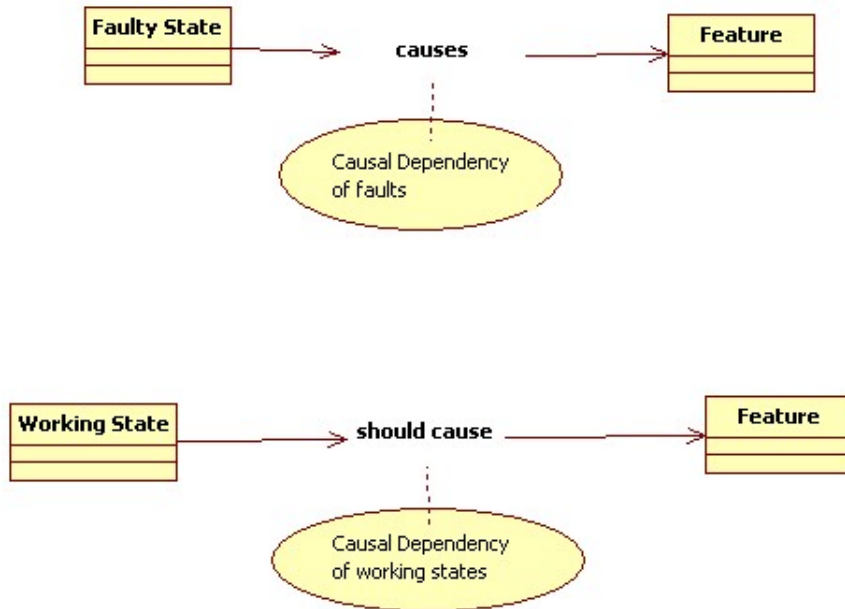 Faulty State
causes
Feature
Causal Dependency
of faults
Working State
should cause
Feature
Causal Dependency
of working states